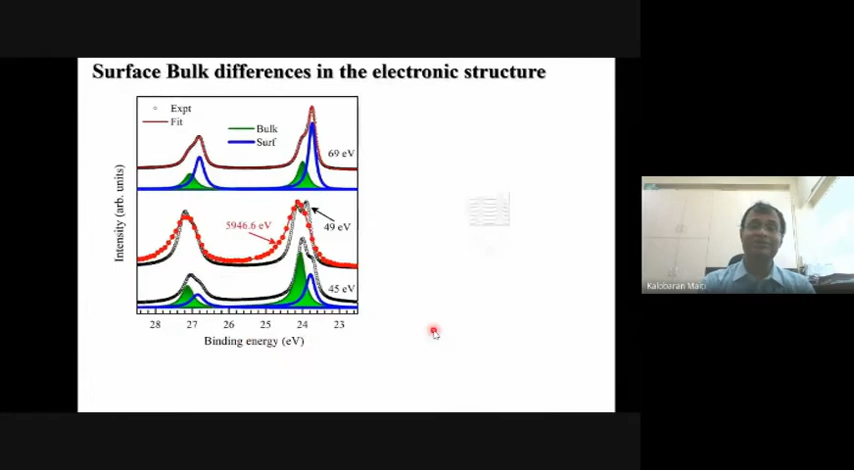 Surface Bulk differences in the electronic structure
Expt
Fit
Bulk
Surf
69 eV
5946.6 eV
49 eV
45 eV
Intensity (arb. units)
28 27 26 25 24 23
Binding energy (eV)
Kalobaran Maiti